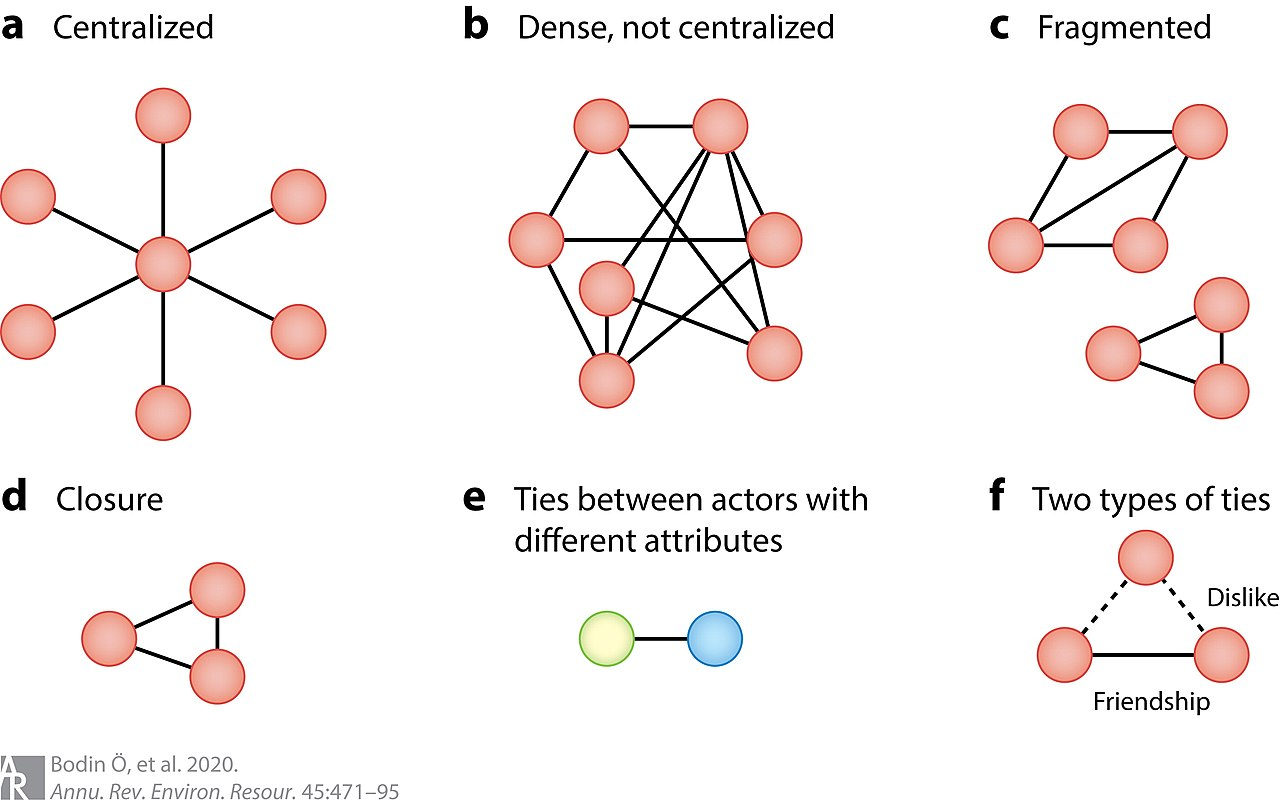 a Centralized
b Dense, not centralized
c Fragmented
d Closure
e Ties between actors with
different attributes
f Two types of ties
Dislike
Friendship
AR
Bodin Ö, et al. 2020.
Annu. Rev. Environ. Resour. 45:471–95